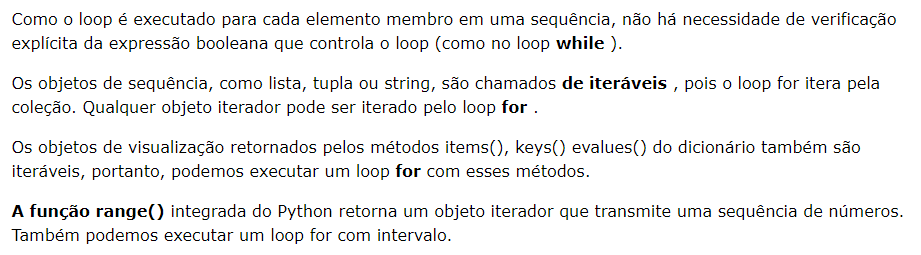 Como o loop é executado para cada elemento membro em uma sequência, não há necessidade de verificação
explícita da expressão booleana que controla o loop (como no loop while ).
Os objetos de sequência, como lista, tupla ou string, são chamados de iteráveis , pois o loop for itera pela
coleção. Qualquer objeto iterador pode ser iterado pelo loop for .
Os objetos de visualização retornados pelos métodos items(), keys() evalues() do dicionário também são
iteráveis, portanto, podemos executar um loop for com esses métodos.
A função range() integrada do Python retorna um objeto iterador que transmite uma sequência de números.
Também podemos executar um loop for com intervalo.